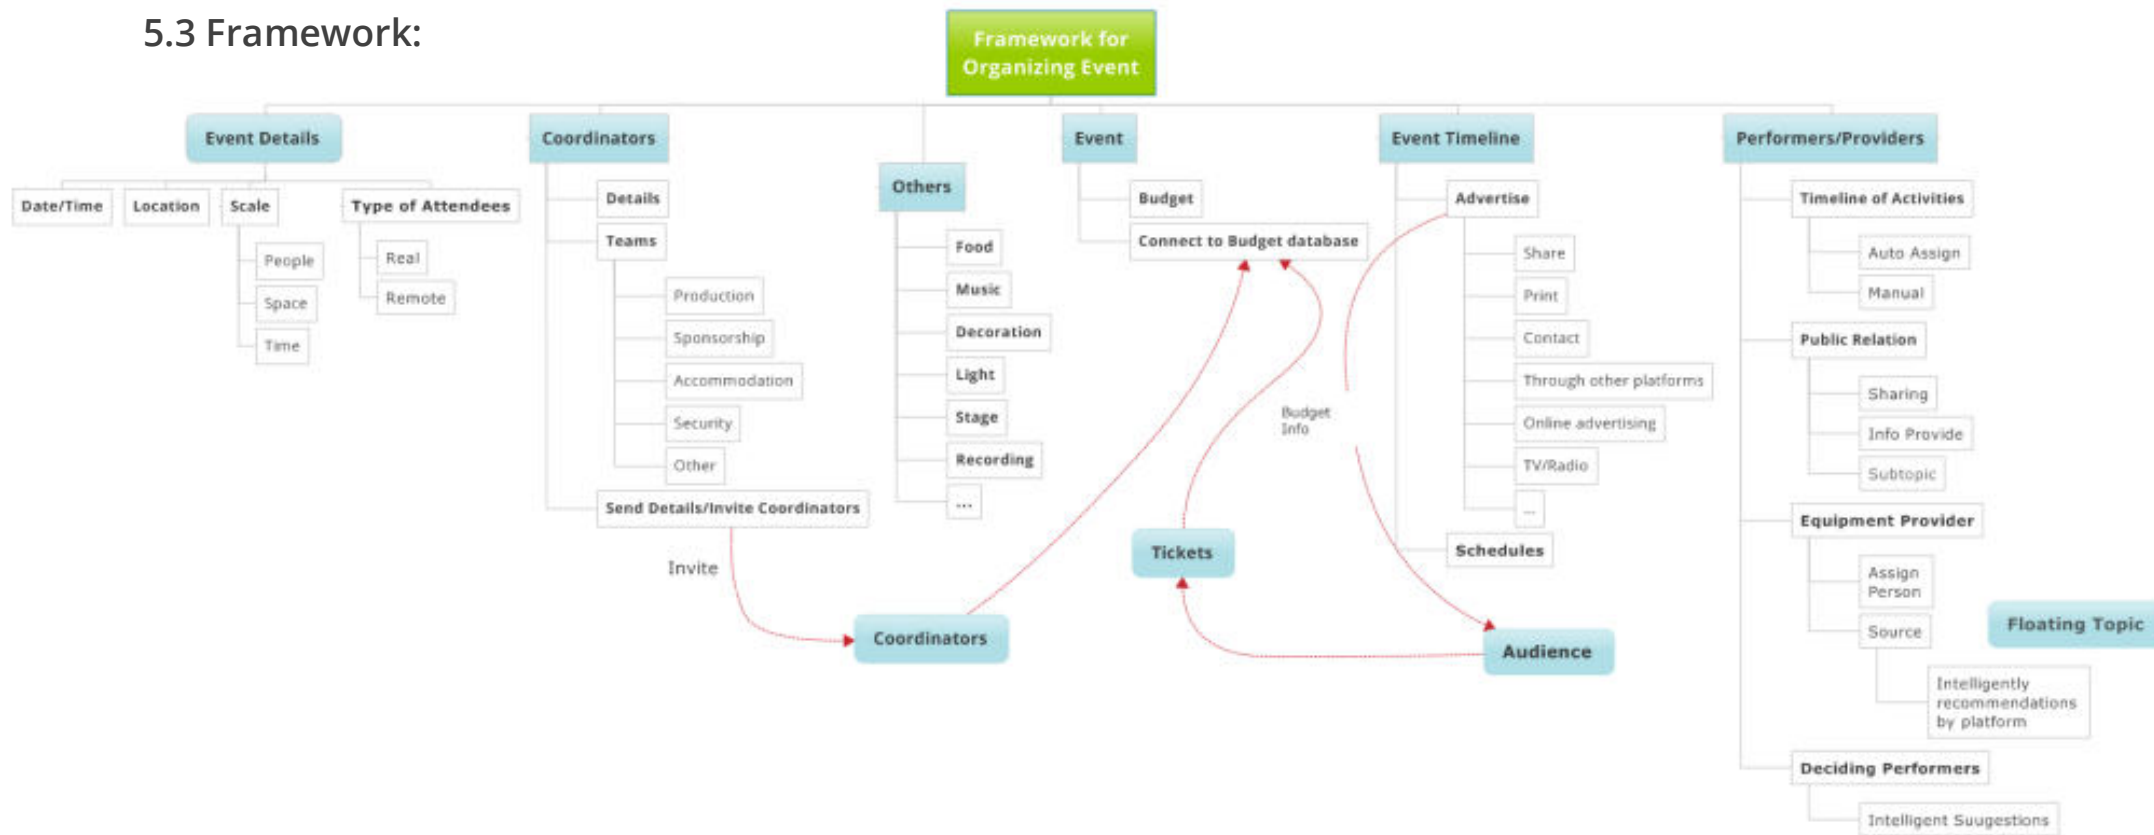 5.3 Framework:
Framework for
Organizing Event
Event Details
Date/Time
Location
Scale
People
Space
Time
Type of Attendees
Real
Remote
Coordinators
Details
Teams
Production
Sponsorship
Accommodation
Security
Other
Send Details/Invite Coordinators
Invite
Coordinators
Others
Food
Music
Decoration
Light
Stage
Recording
...
Event
Budget
Connect to Budget database
Tickets
Budget
Info
Event Timeline
Advertise
Share
Print
Contact
Through other platforms
Online advertising
TV/Radio
...
Schedules
Audience
Performers/Providers
Timeline of Activities
Auto Assign
Manual
Public Relation
Sharing
Info Provide
Subtopic
Equipment Provider
Assign
Person
Source
Intelligently
recommendations
by platform
Deciding Performers
Intelligent Suugestions
Floating Topic